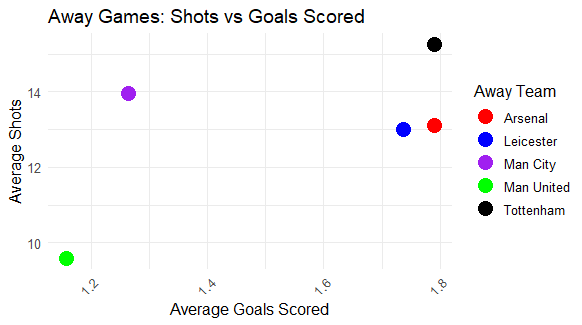 Away Games: Shots vs Goals Scored
Average Shots
14
12
10
1.2
1.4
1.6
1.8
Average Goals Scored
Away Team
Arsenal
Leicester
Man City
Man United
Tottenham